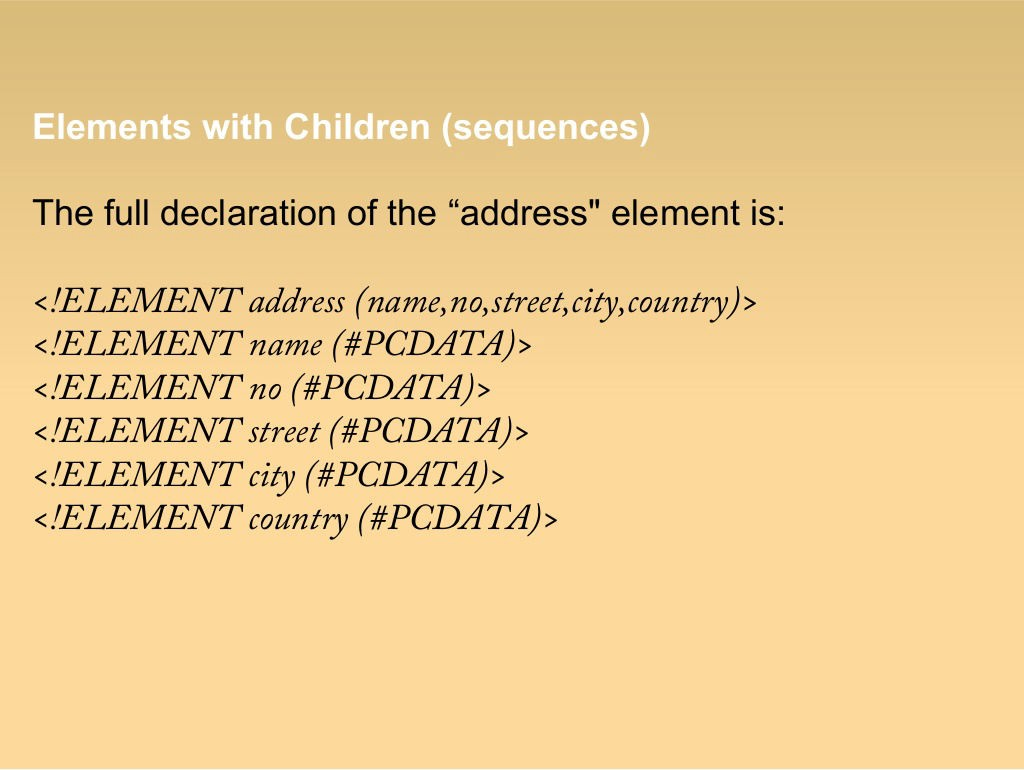 Elements with Children (sequences)
The full declaration of the “address" element is:
<!ELEMENT address (name,no,street,city,country)>
<!ELEMENT name (#PCDATA)>
<!ELEMENT no (#PCDATA)>
<!ELEMENT street (#PCDATA)>
<!ELEMENT city (#PCDATA)>
<!ELEMENT country (#PCDATA)>